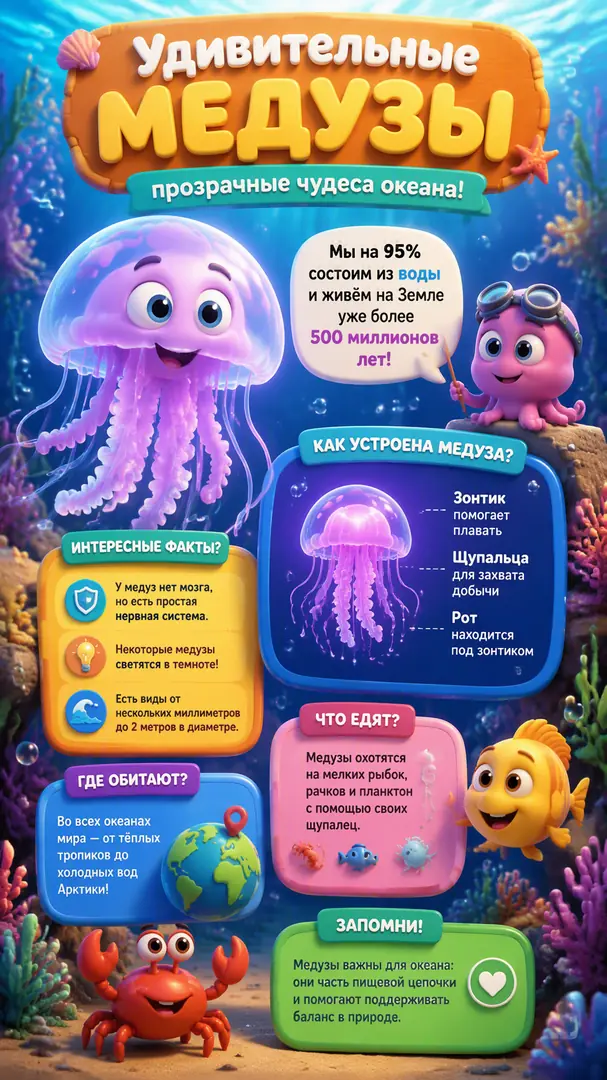 Удивительные
МЕДУЗЫ
прозрачные чудеса океана!
Мы на 95%
состоим из воды
и живём на Земле
уже более
500 миллионов
лет!
КАК УСТРОЕНА МЕДУЗА?
Зонтик
помогает
плавать
Щупальца
для захвата
добычи
Рот
находится
под зонтиком
ИНТЕРЕСНЫЕ ФАКТЫ?
У медуз нет мозга,
но есть простая
нервная система.
Некоторые медузы
светятся в темноте!
Есть виды от
нескольких миллиметров
до 2 метров в диаметре.
ЧТО ЕДЯТ?
Медузы охотятся
на мелких рыбок,
рачков и планктон
с помощью своих
щупалец.
ГДЕ ОБИТАЮТ?
Во всех океанах
мира — от тёплых
тропиков до
холодных вод
Арктики!
ЗАПОМНИ!
Медузы важны для океана:
они часть пищевой цепочки
и помогают поддерживать
баланс в природе.